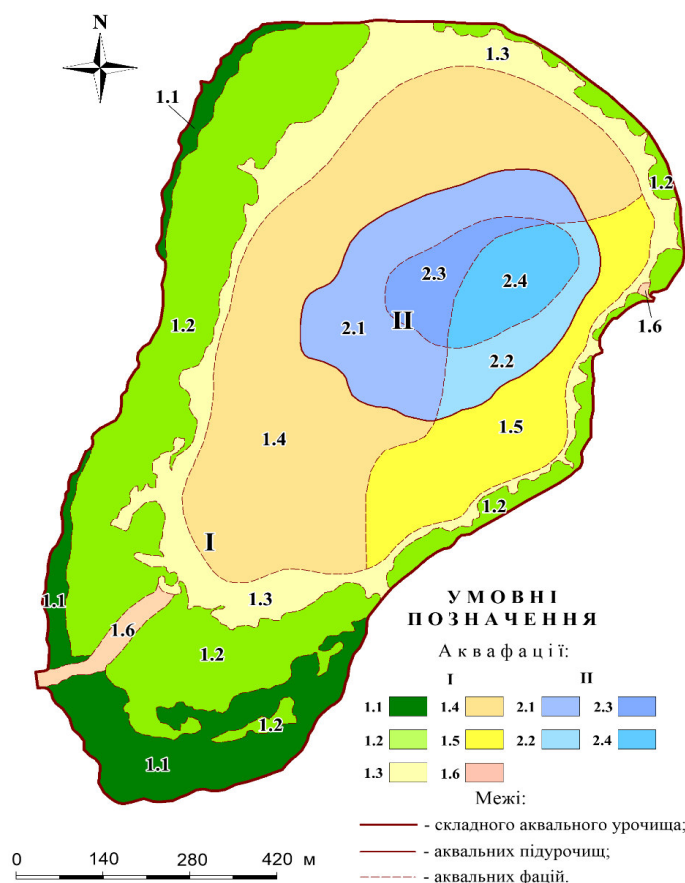 N
1.3
1.1
1.2
2.3
2.4
1.2
2.1
II
1.6
2.2
1.5
1.4
1.2
I
1.3
1.1
1.6
1.2
1.2
1.1
УМОВНІ
ПОЗНАЧЕННЯ
Аквафації:
I II
1.1 1.4 2.1 2.3
1.2 1.5 2.2 2.4
1.3 1.6
Межі:
- складного аквального урочища;
- аквальних підурочищ;
- аквальних фацій.
0 140 280 420 м